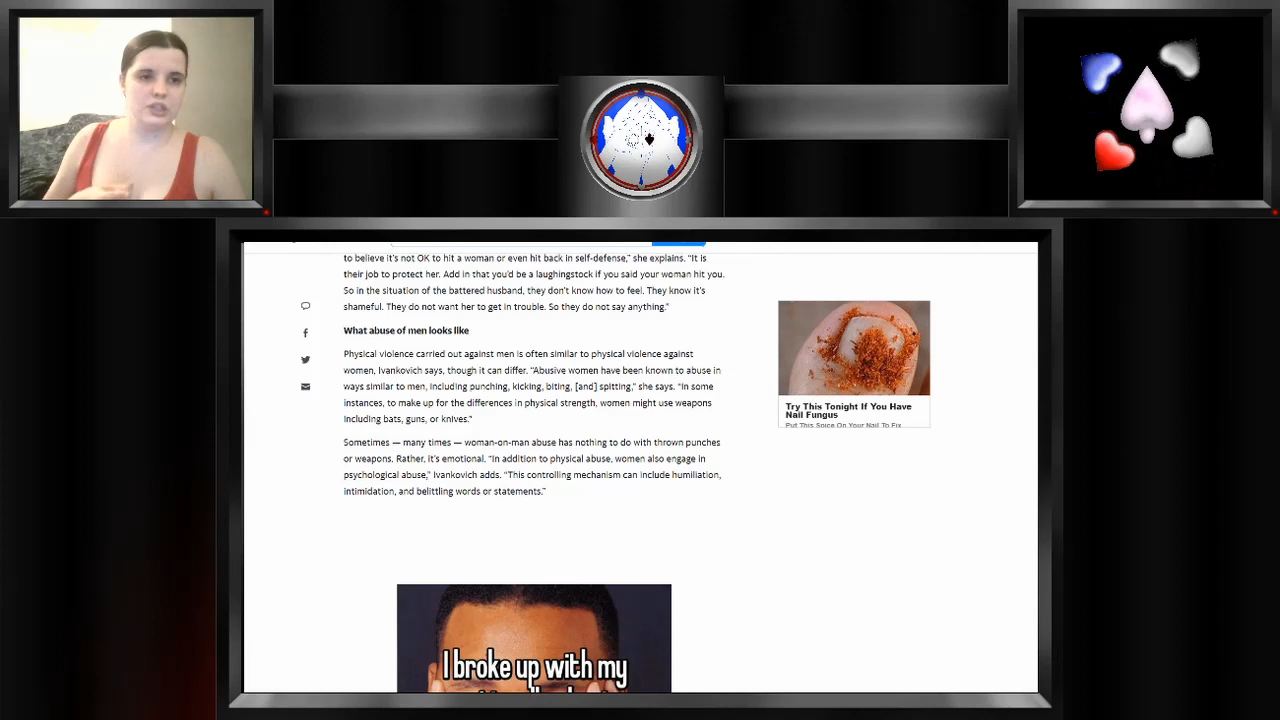 to believe it's not OK to hit a woman or even hit back in self-defense," she explains. "It is
their job to protect her. Add in that you'd be a laughingstock if you said your woman hit you.
So in the situation of the battered husband, they don't know how to feel. They know it's
shameful. They do not want her to get in trouble. So they do not say anything."
What abuse of men looks like
Physical violence carried out against men is often similar to physical violence against
women, Ivankovich says, though it can differ. "Abusive women have been known to abuse in
ways similar to men, including punching, kicking, biting, [and] spitting," she says. "In some
instances, to make up for the differences in physical strength, women might use weapons
including bats, guns, or knives."
Sometimes — many times — woman-on-man abuse has nothing to do with thrown punches
or weapons. Rather, it's emotional. "In addition to physical abuse, women also engage in
psychological abuse," Ivankovich adds. "This controlling mechanism can include humiliation,
intimidation, and belittling words or statements."
Try This Tonight If You Have
Nail Fungus
Put This Spice On Your Nail To Fix
I broke up with my